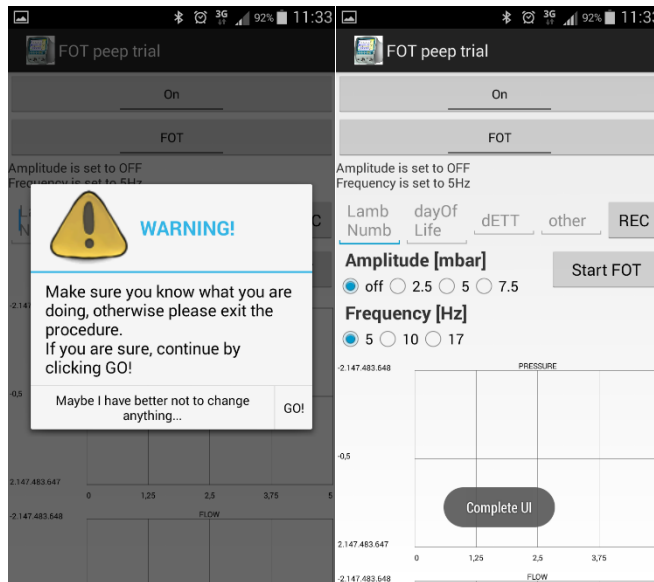 3G 92% 11:33
FOT peep trial
On
FOT
Amplitude is set to OFF
Frequency is set to 5Hz
WARNING!
Make sure you know what you are
doing, otherwise please exit the
procedure.
If you are sure, continue by
clicking GO!
Maybe I have better not to change
anything...
GO!
-2.147
-0,5
2.147.483.647
0 1,25 2,5 3,75 5
-2.147.483.648 FLOW
3G 92% 11:33
FOT peep trial
On
FOT
Amplitude is set to OFF
Frequency is set to 5Hz
Lamb
Numb
dayOf
Life
dETT
other
REC
Amplitude [mbar]
off 2.5 5 7.5
Start FOT
Frequency [Hz]
5 10 17
-2.147.483.648 PRESSURE
-0,5
Complete UI
2.147.483.647
0 1,25 2,5 3,75
-2.147.483.648 FLOW